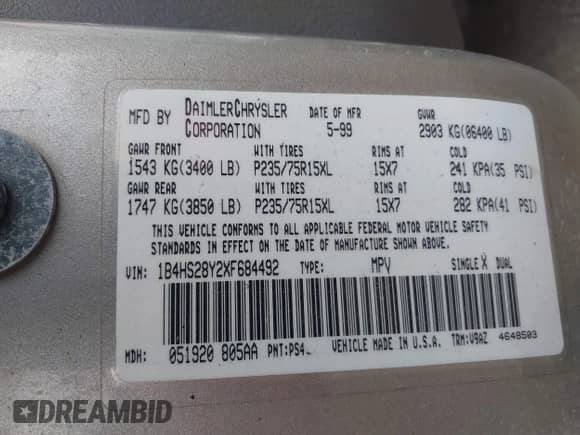 MFD BY DAIMLERCHRYSLER CORPORATION DATE OF MFR 5-99 GVWR 2903 KG(06400 LB)
GAWR FRONT WITH TIRES RIMS AT COLD
1543 KG(3400 LB) P235/75R15XL 15X7 241 KPA(35 PSI)
GAWR REAR WITH TIRES RIMS AT COLD
1747 KG(3850 LB) P235/75R15XL 15X7 282 KPA(41 PSI)
THIS VEHICLE CONFORMS TO ALL APPLICABLE FEDERAL MOTOR VEHICLE SAFETY
STANDARDS IN EFFECT ON THE DATE OF MANUFACTURE SHOWN ABOVE.
VIN: 1B4HS28Y2XF684492 TYPE: MPV SINGLE X DUAL
MDH: 051920 805AA PNT:PS4 VEHICLE MADE IN U.S.A. TRM:V9AZ 4648503
DREAMBID